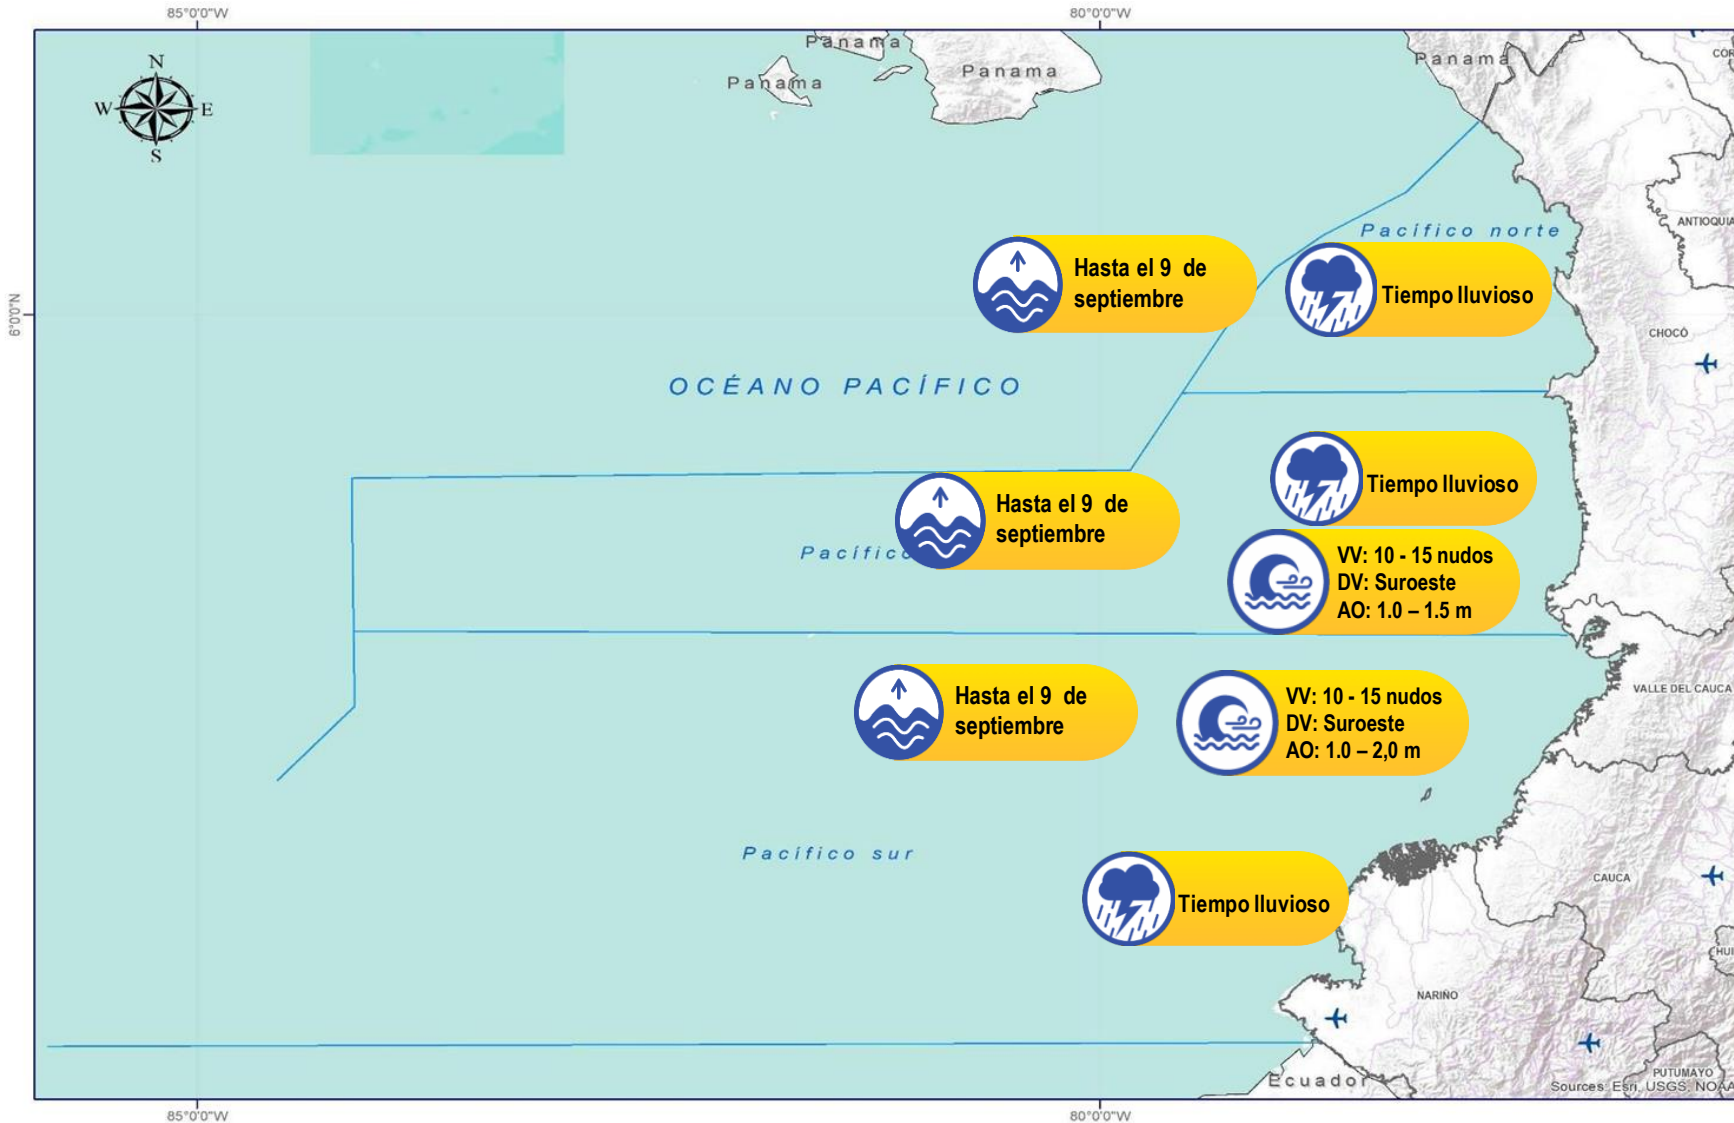 85°0'0"W
80°0'0"W
N
W
E
S
Panama
Panama
Panama
Panama
ANTIOQUIA
Pacífico norte
Hasta el 9 de
septiembre
Tiempo lluvioso
6°0'0"N
CHOCÓ
OCÉANO PACÍFICO
Tiempo lluvioso
Hasta el 9 de
septiembre
Pacífico
VV: 10 - 15 nudos
DV: Suroeste
AO: 1.0 – 1.5 m
VALLE DEL CAUCA
Hasta el 9 de
septiembre
VV: 10 - 15 nudos
DV: Suroeste
AO: 1.0 – 2,0 m
Pacífico sur
CAUCA
Tiempo lluvioso
HUI
NARIÑO
PUTUMAYO
Ecuador
Sources: Esri, USGS, NOAA
85°0'0"W
80°0'0"W